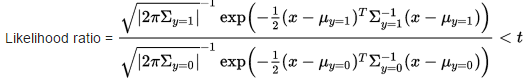 Likelihood ratio = \frac{\sqrt{|2\pi\Sigma_{y=1}|}^{-1} \exp\left(-\frac{1}{2}(x-\mu_{y=1})^T \Sigma_{y=1}^{-1}(x-\mu_{y=1})\right)}{\sqrt{|2\pi\Sigma_{y=0}|}^{-1} \exp\left(-\frac{1}{2}(x-\mu_{y=0})^T \Sigma_{y=0}^{-1}(x-\mu_{y=0})\right)} < t